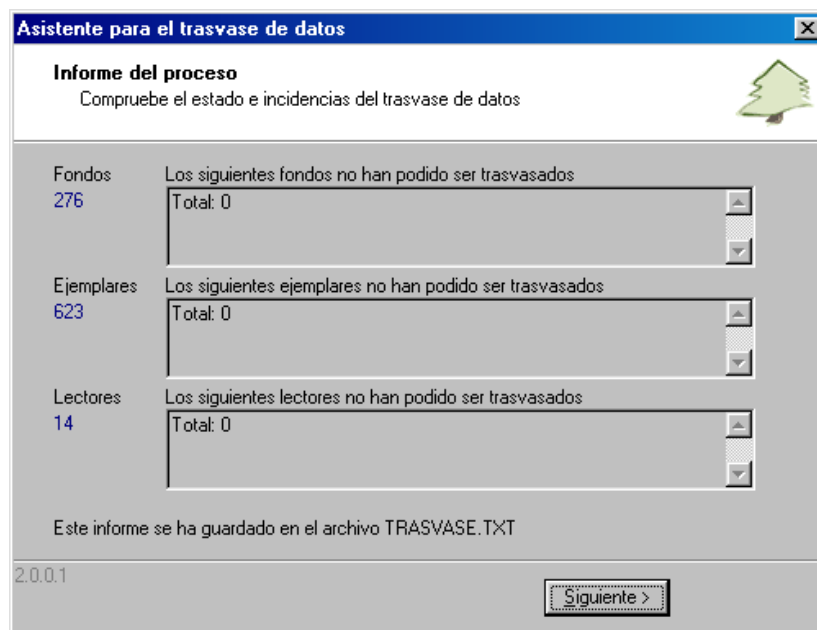 Asistente para el trasvase de datos
Informe del proceso
Compruebe el estado e incidencias del trasvase de datos
Fondos Los siguientes fondos no han podido ser trasvasados
276 Total: 0
Ejemplares Los siguientes ejemplares no han podido ser trasvasados
623 Total: 0
Lectores Los siguientes lectores no han podido ser trasvasados
14 Total: 0
Este informe se ha guardado en el archivo TRASVASE.TXT
2.0.0.1
Siguiente >